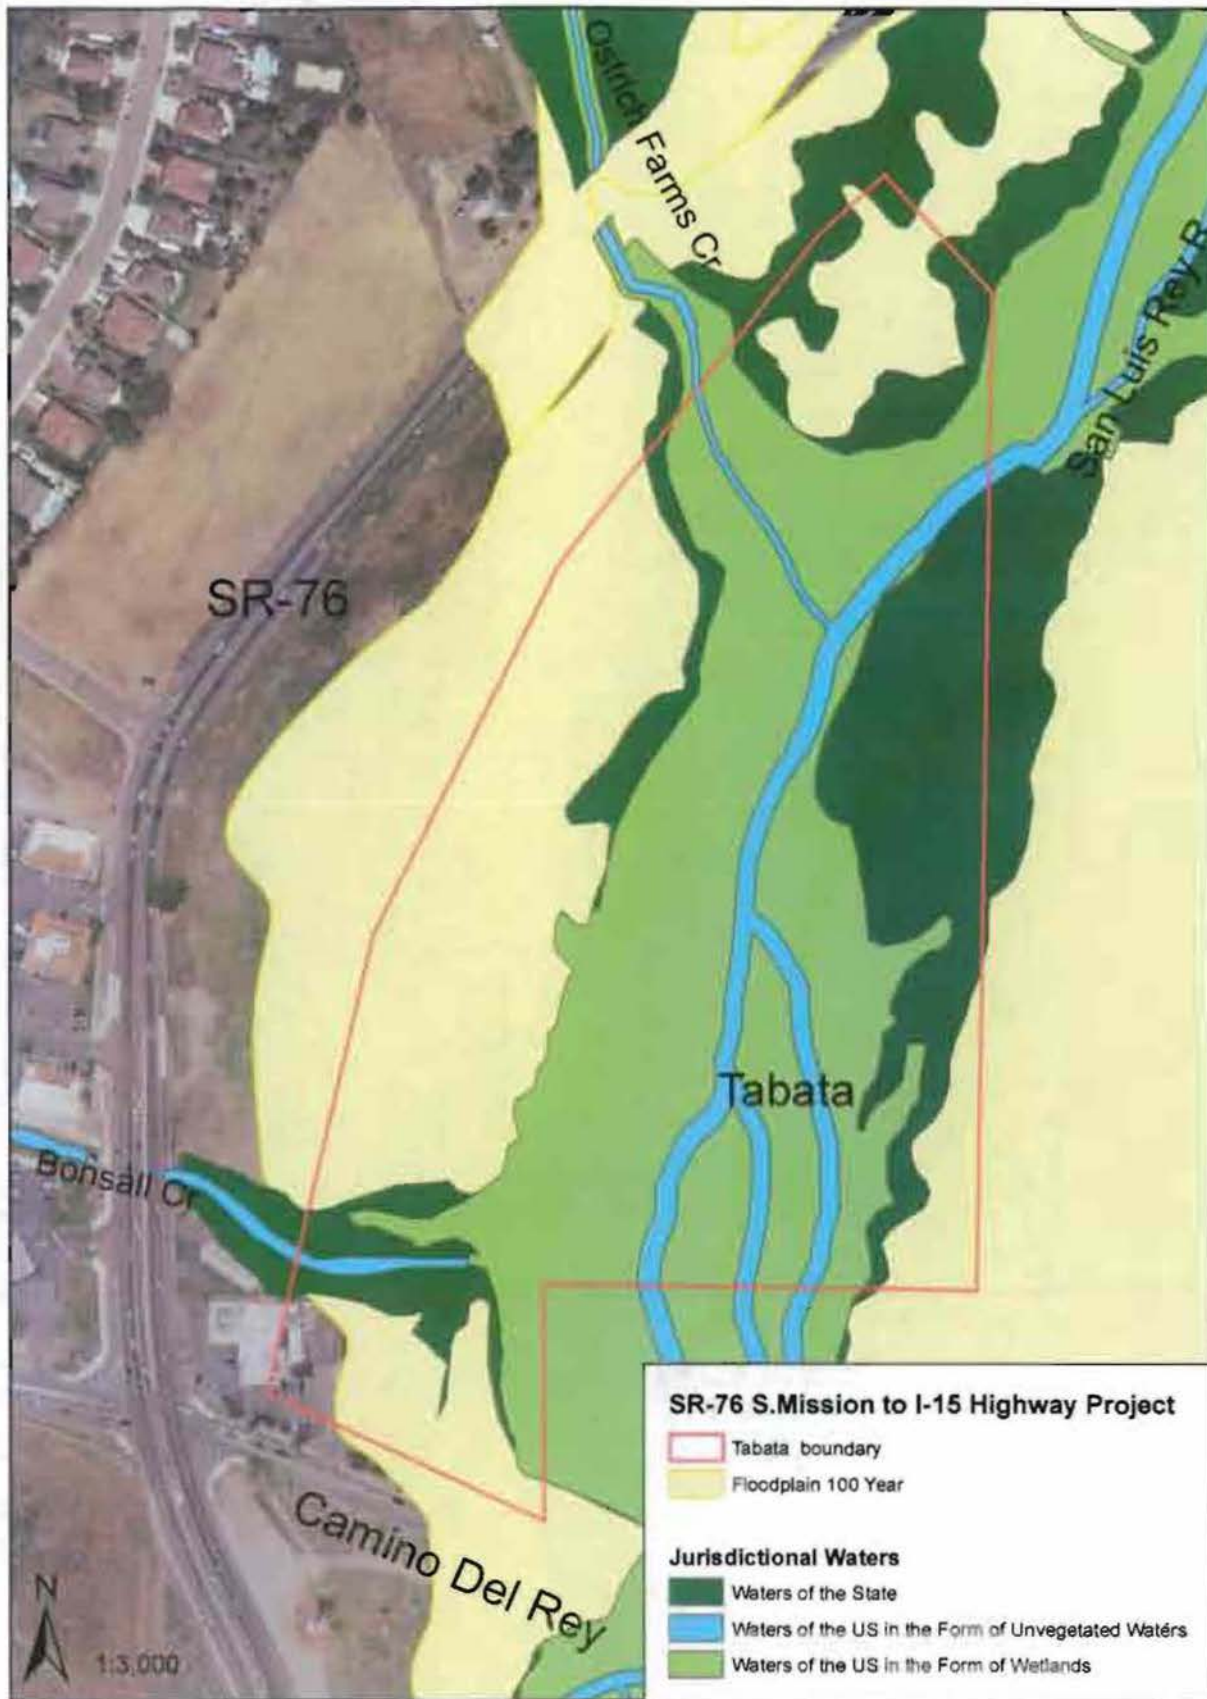 Ostrich Farms Cr
San Luis Rey R
SR-76
Tabata
Bonsall Cr
Camino Del Rey
N
1:3,000
SR-76 S.Mission to I-15 Highway Project
Tabata boundary
Floodplain 100 Year
Jurisdictional Waters
Waters of the State
Waters of the US in the Form of Unvegetated Waters
Waters of the US in the Form of Wetlands